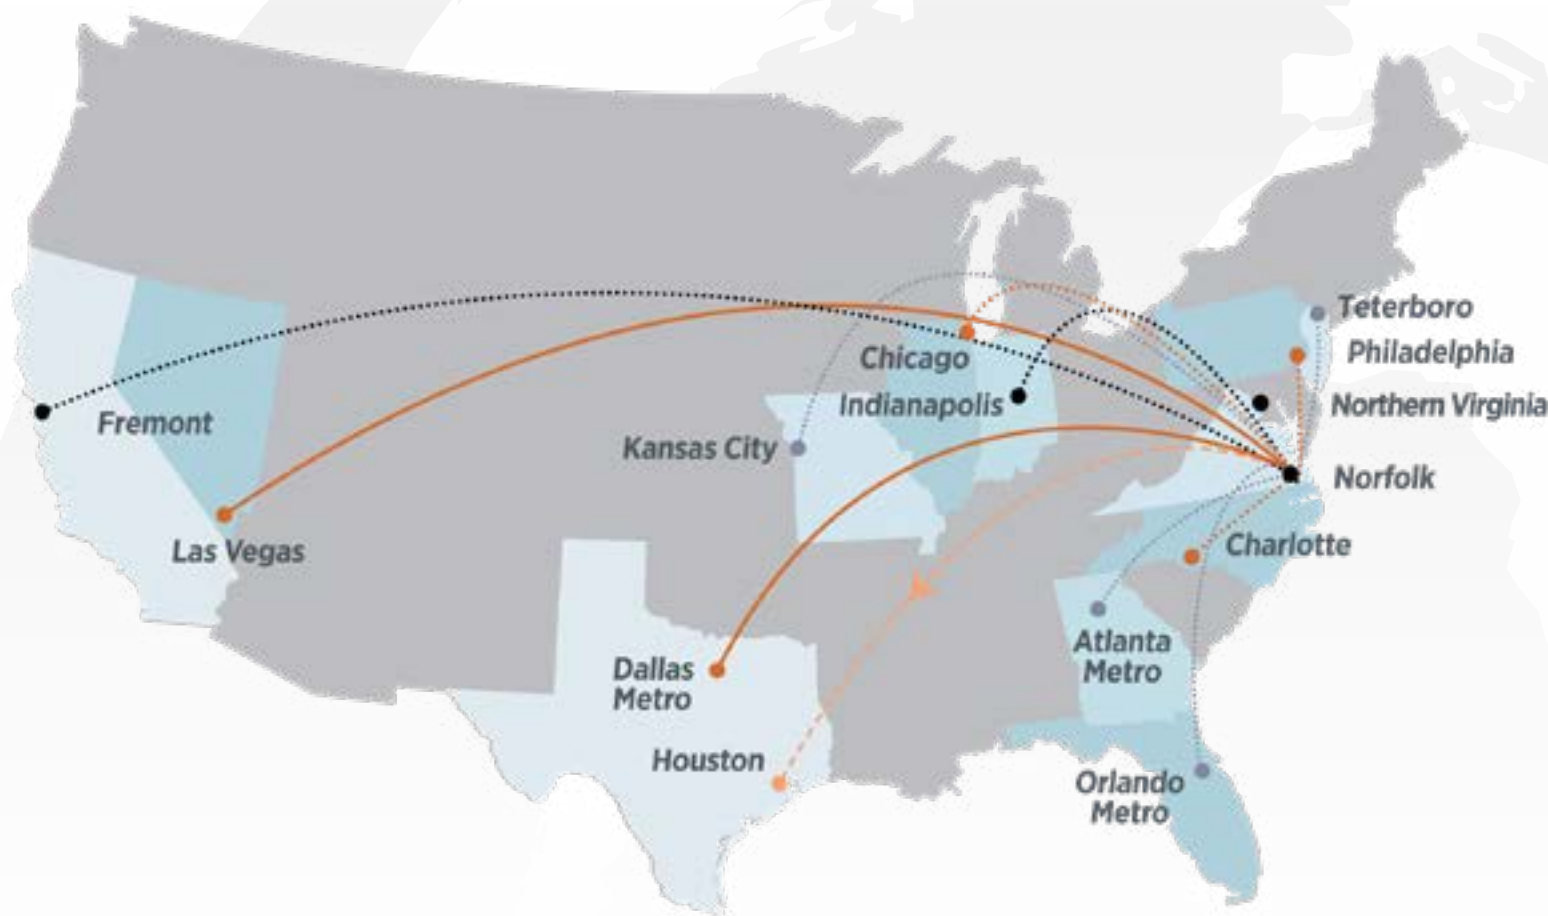 Teterboro
Philadelphia
Chicago
Indianapolis
Northern Virginia
Fremont
Kansas City
Norfolk
Las Vegas
Charlotte
Atlanta
Metro
Dallas
Metro
Houston
Orlando
Metro